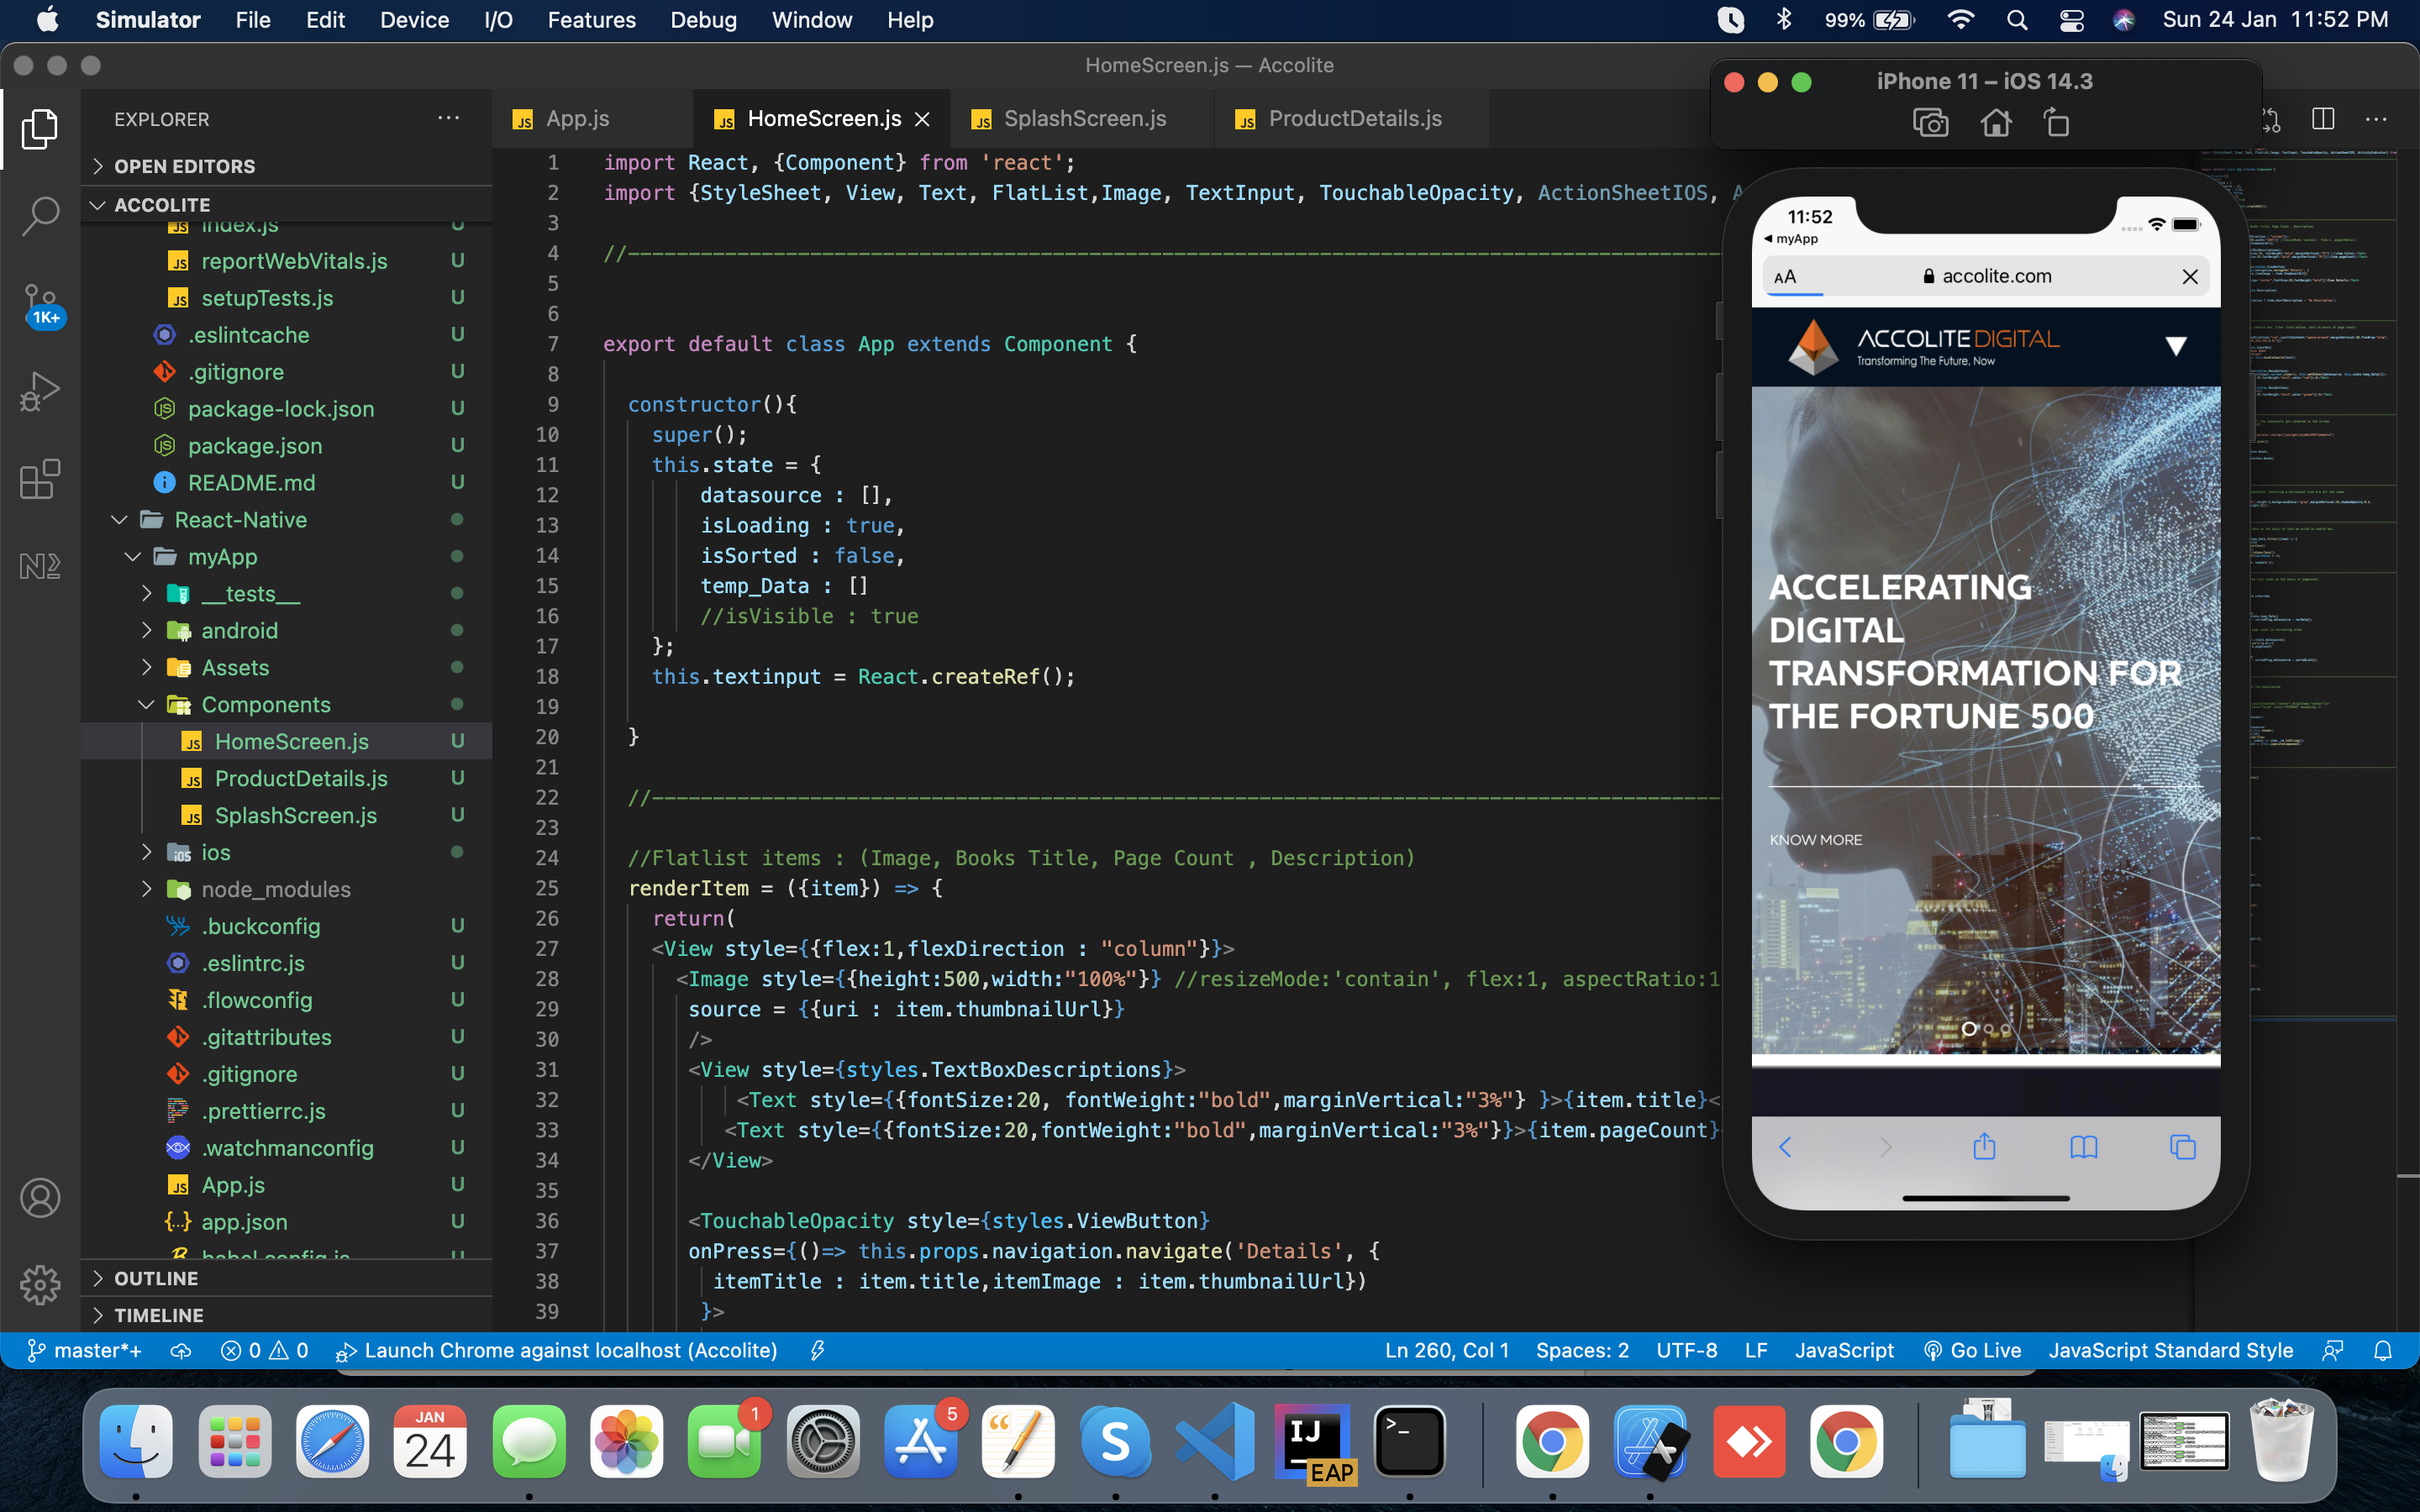 Simulator File Edit Device I/O Features Debug Window Help 99% Sun 24 Jan 11:52 PM
HomeScreen.js — Accolite
EXPLORER
OPEN EDITORS
ACCOLITE
index.js U
reportWebVitals.js U
setupTests.js U
.eslintcache U
.gitignore U
package-lock.json U
package.json U
README.md U
React-Native
myApp
__tests__
android
Assets
Components
HomeScreen.js U
ProductDetails.js U
SplashScreen.js U
ios
node_modules
.buckconfig U
.eslintrc.js U
.flowconfig U
.gitattributes U
.gitignore U
.prettierrc.js U
.watchmanconfig U
App.js U
app.json U
babel.config.js U
OUTLINE
TIMELINE
1K+
App.js HomeScreen.js SplashScreen.js ProductDetails.js
1 import React, {Component} from 'react';
2 import {StyleSheet, View, Text, FlatList,Image, TextInput, TouchableOpacity, ActionSheetIOS, A
3
4 //
5
6
7 export default class App extends Component {
8
9 constructor(){
10 super();
11 this.state = {
12 datasource : [],
13 isLoading : true,
14 isSorted : false,
15 temp_Data : []
16 //isVisible : true
17 };
18 this.textinput = React.createRef();
19
20 }
21
22 //
23
24 //Flatlist items : (Image, Books Title, Page Count , Description)
25 renderItem = ({item}) => {
26 return(
27 <View style={{flex:1,flexDirection : "column"}}>
28 <Image style={{height:500,width:"100%"}} //resizeMode:'contain', flex:1, aspectRatio:1
29 source = {{uri : item.thumbnailUrl}}
30 />
31 <View style={styles.TextBoxDescriptions}>
32 <Text style={{fontSize:20, fontWeight:"bold",marginVertical:"3%"} }>{item.title}<
33 <Text style={{fontSize:20,fontWeight:"bold",marginVertical:"3%"}}>{item.pageCount}
34 </View>
35
36 <TouchableOpacity style={styles.ViewButton}
37 onPress={()=> this.props.navigation.navigate('Details', {
38 itemTitle : item.title,itemImage : item.thumbnailUrl})
39 }>
iPhone 11 – iOS 14.3
11:52
myApp
AA accolite.com
ACCOLITE DIGITAL
Transforming The Future, Now
ACCELERATING
DIGITAL
TRANSFORMATION FOR
THE FORTUNE 500
KNOW MORE
master*+ 0 0 Launch Chrome against localhost (Accolite) Ln 260, Col 1 Spaces: 2 UTF-8 LF JavaScript Go Live JavaScript Standard Style
JAN
24
1
5
S
IJ
EAP
>_